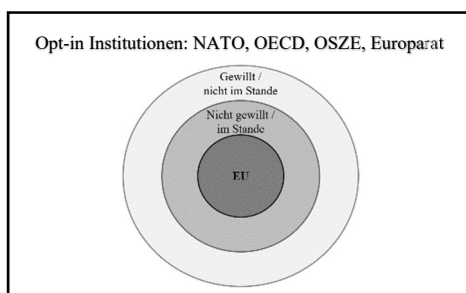 Opt-in Institutionen: NATO, OECD, OSZE, Europarat
Gewillt /
nicht im Stande
Nicht gewillt /
im Stande
EU